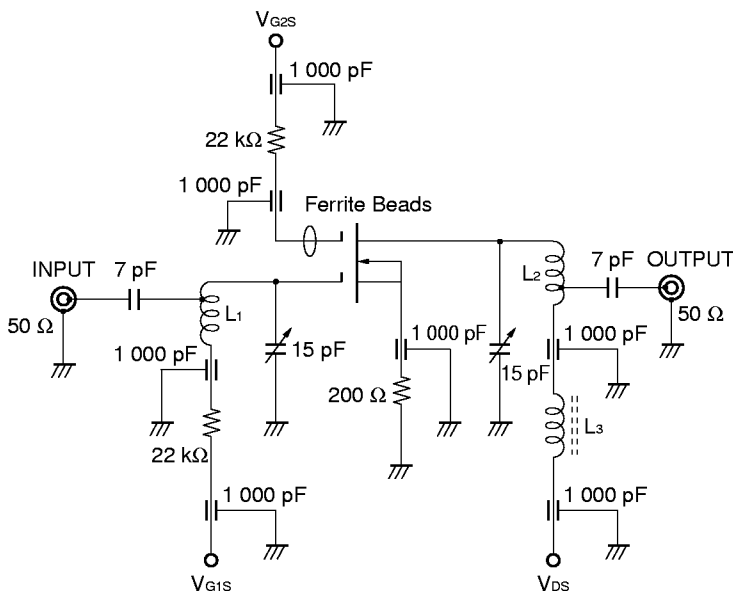 VG2S
1 000 pF
22 kΩ
1 000 pF
Ferrite Beads
INPUT
7 pF
L2
7 pF
OUTPUT
L1
50 Ω
50 Ω
1 000 pF
15 pF
1 000 pF
15 pF
1 000 pF
200 Ω
22 kΩ
L3
1 000 pF
1 000 pF
VG1S
VDS